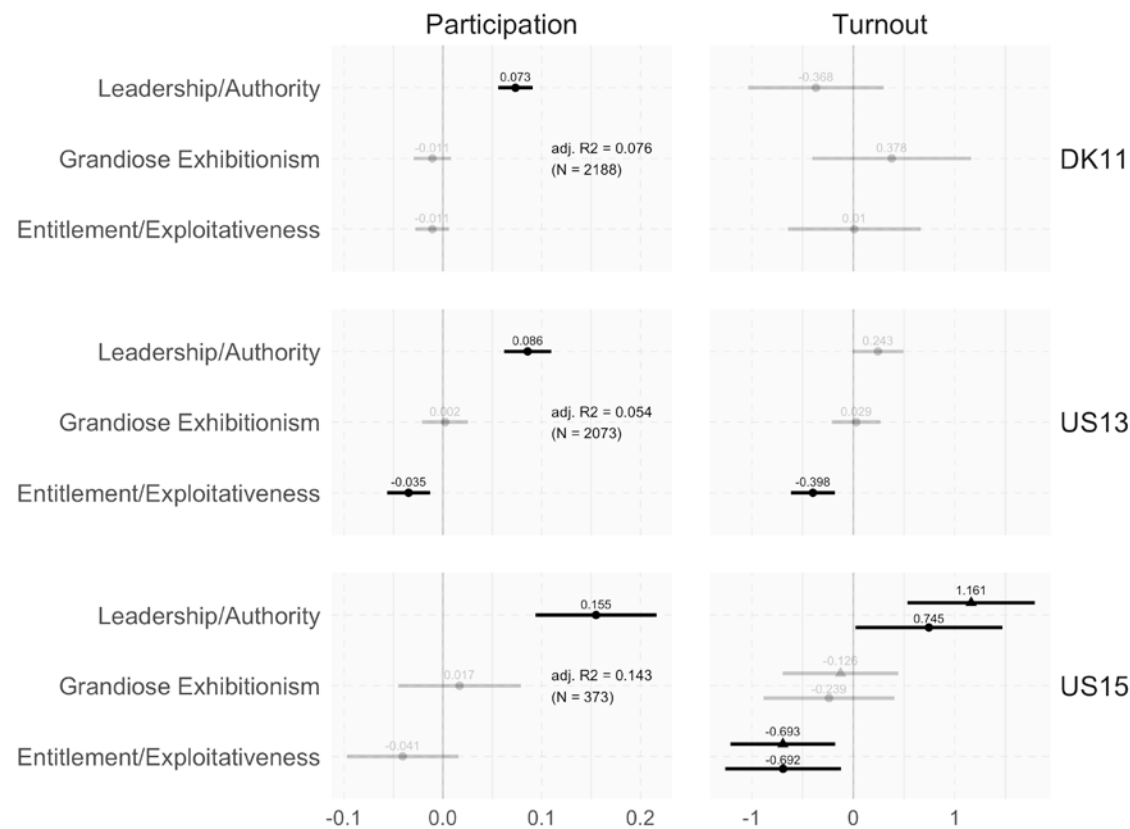 Participation Turnout
Leadership/Authority 0.073 -0.368
Grandiose Exhibitionism -0.011 adj. R2 = 0.076 0.378 DK11
(N = 2188)
Entitlement/Exploitativeness -0.011 0.01
Leadership/Authority 0.086 0.243
Grandiose Exhibitionism 0.002 adj. R2 = 0.054 0.029 US13
(N = 2073)
Entitlement/Exploitativeness -0.035 -0.398
1.161
Leadership/Authority 0.155 0.745
-0.126
Grandiose Exhibitionism 0.017 adj. R2 = 0.143 -0.239 US15
(N = 373)
-0.693
Entitlement/Exploitativeness -0.041 -0.692
-0.1 0.0 0.1 0.2 -1 0 1